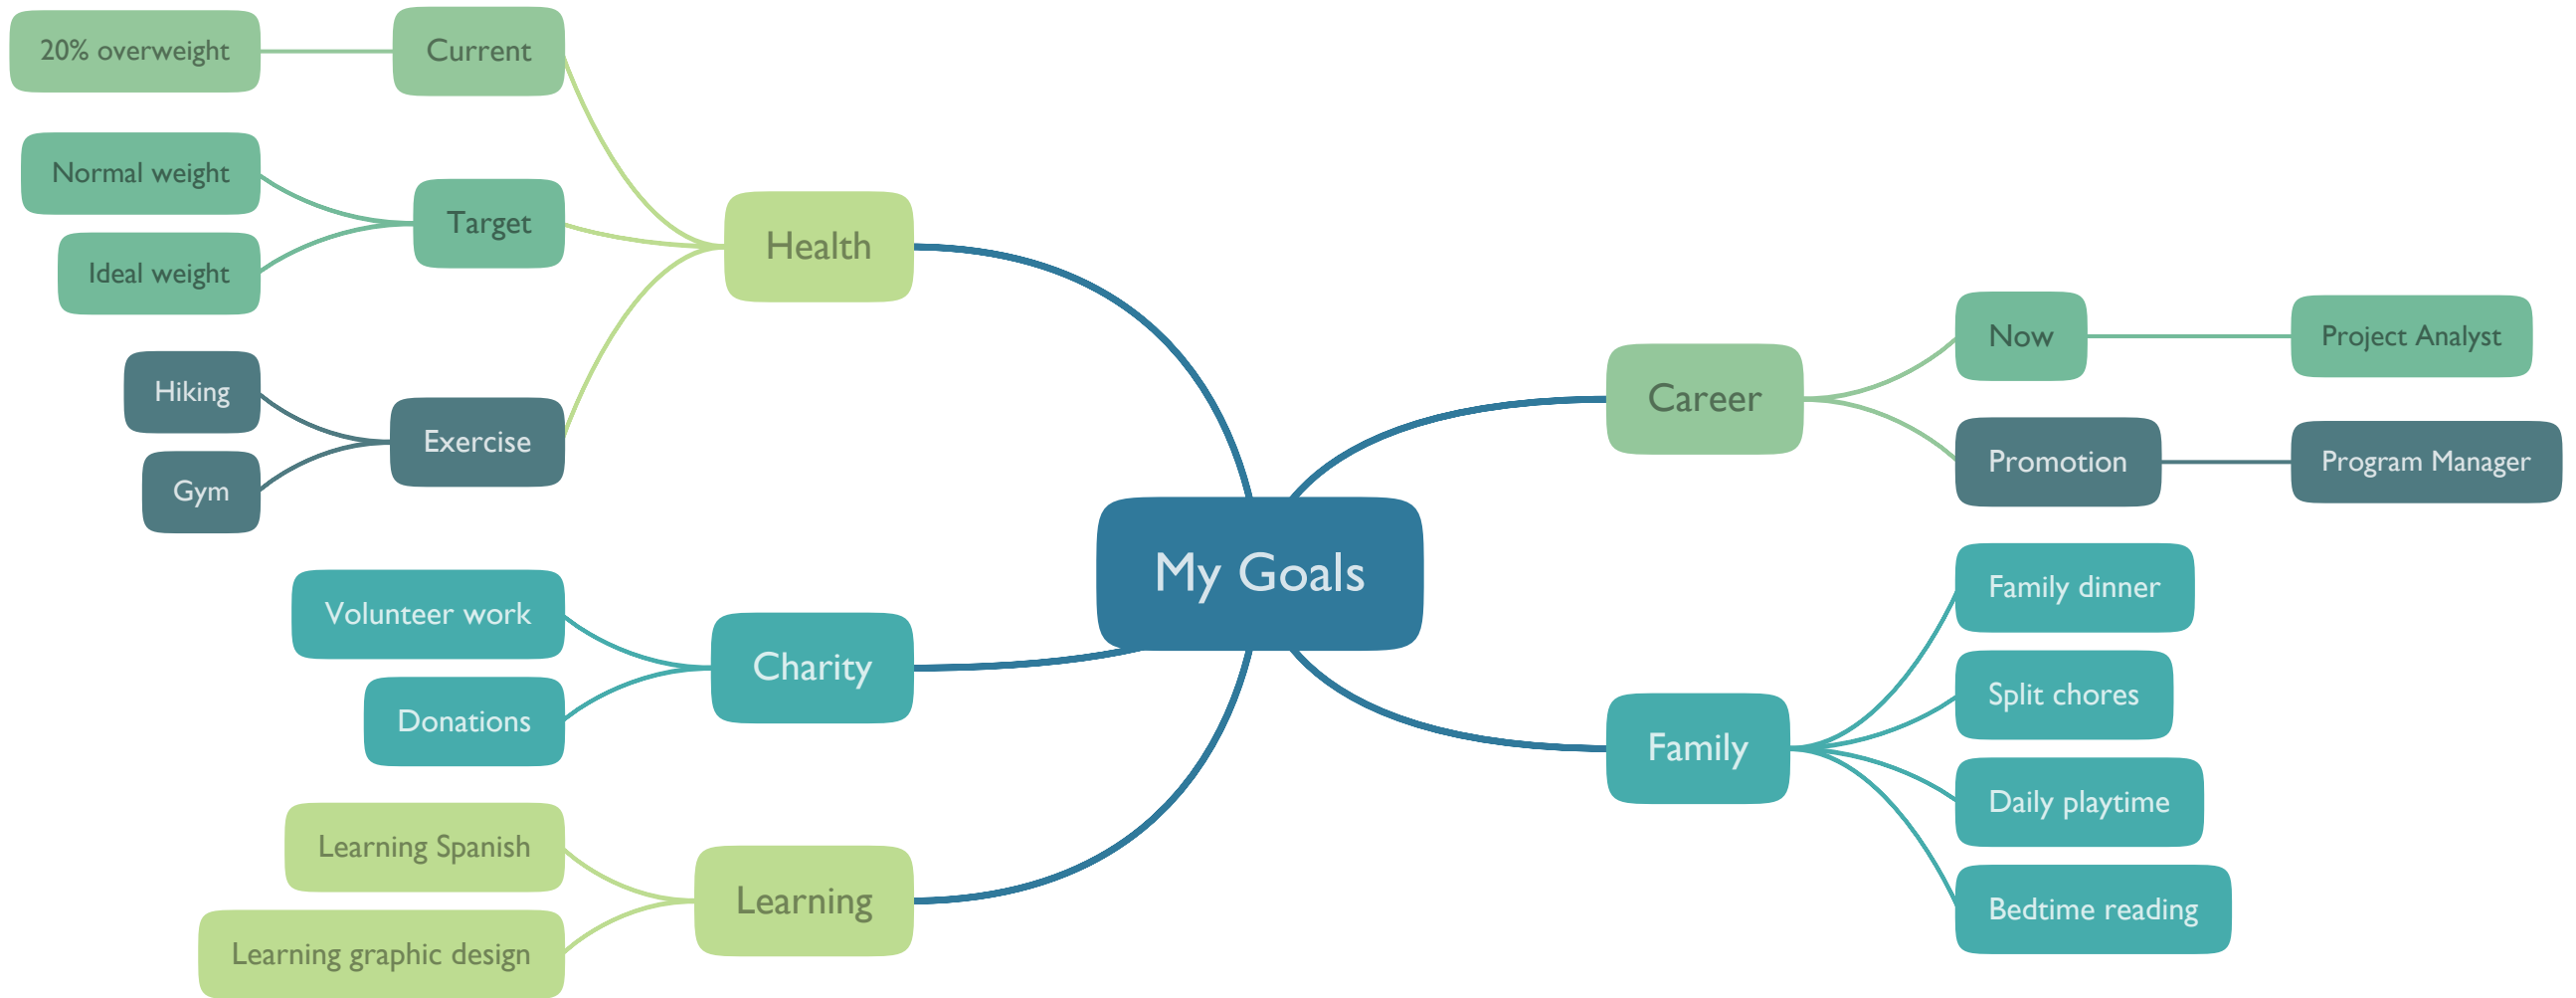 My Goals
Health
Current
20% overweight
Target
Normal weight
Ideal weight
Exercise
Hiking
Gym
Charity
Volunteer work
Donations
Learning
Learning Spanish
Learning graphic design
Career
Now
Project Analyst
Promotion
Program Manager
Family
Family dinner
Split chores
Daily playtime
Bedtime reading